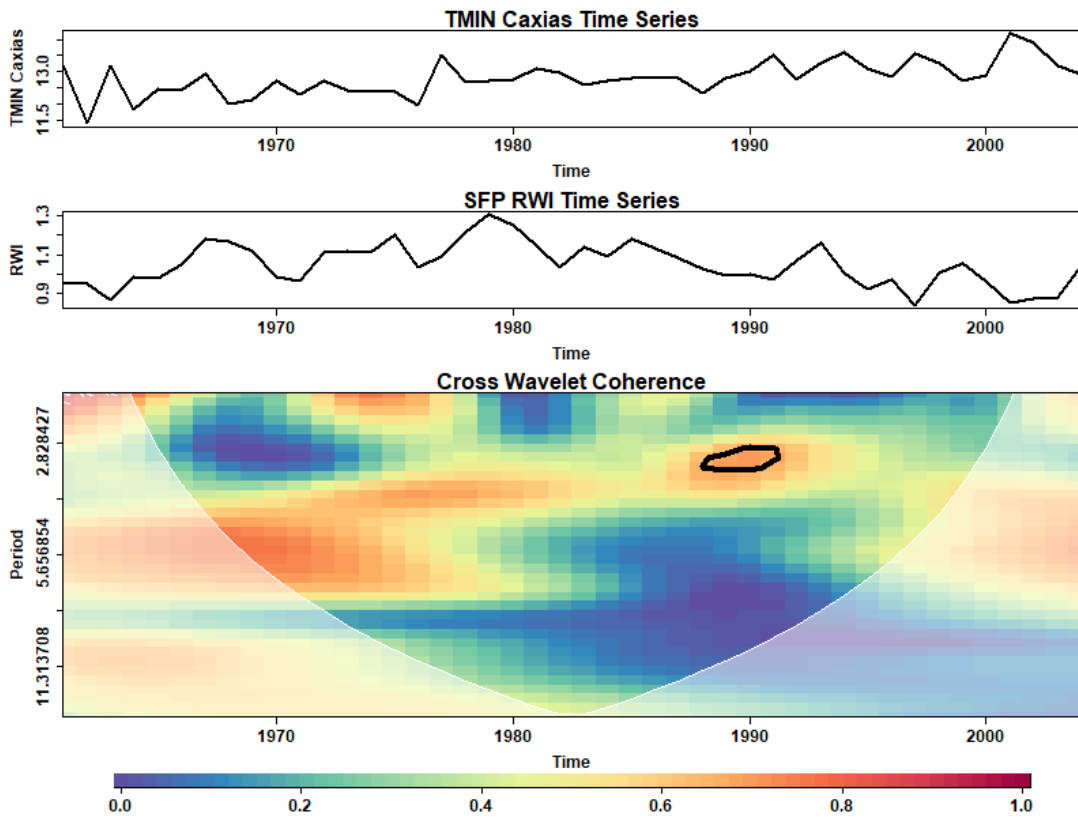 TMIN Caxias Time Series
TMIN Caxias
13.0
11.5
1970 1980 1990 2000
Time
SFP RWI Time Series
RWI
1.3
1.1
0.9
1970 1980 1990 2000
Time
Cross Wavelet Coherence
Period
2.828427
5.656854
11.313708
1970 1980 1990 2000
Time
0.0 0.2 0.4 0.6 0.8 1.0